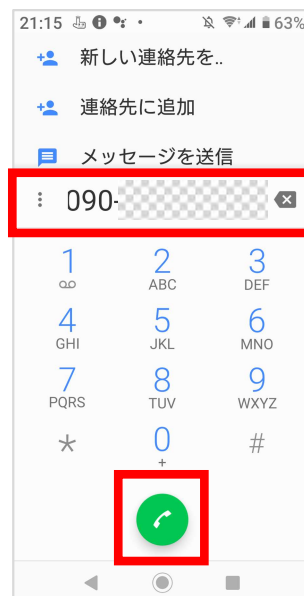 21:15 63%
新しい連絡先を..
連絡先に追加
メッセージを送信
090-
1 2 3
ABC DEF
4 5 6
GHI JKL MNO
7 8 9
PQRS TUV WXYZ
* 0 #
+